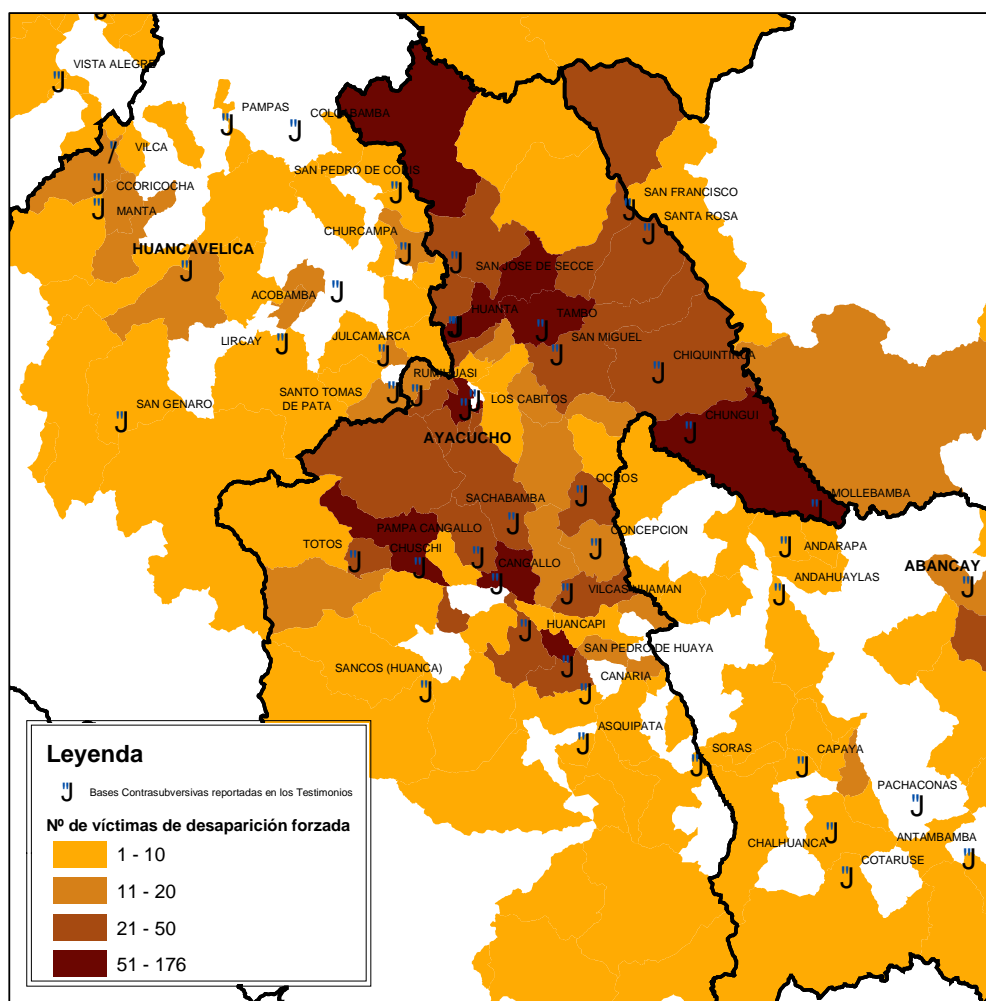 VISTA ALEGRE
PAMPAS
COLCABAMBA
VILCA
CCORICOCHA
MANTA
SAN PEDRO DE CORIS
SAN FRANCISCO
SANTA ROSA
CHURCAMPA
HUANCAVELICA
SAN JOSE DE SECCE
ACOBAMBA
HUANTA
TAMBO
LIRCAY
JULCAMARCA
SAN MIGUEL
CHIQUINTIRCA
RUMIHUASI
SANTO TOMAS
DE PATA
LOS CABITOS
SAN GENARO
CHUNGUI
AYACUCHO
OCROS
SACHABAMBA
MOLLEBAMBA
PAMPA CANGALLO
CONCEPCION
TOTOS
CHUSCHI
CANGALLO
ANDARAPA
ABANCAY
ANDAHUAYLAS
VILCAS HUAMAN
HUANCAPI
SAN PEDRO DE HUAYA
SANCOS (HUANCA)
CANARIA
ASQUIPATA
SORAS
CAPAYA
PACHACONAS
CHALHUANCA
ANTAMBAMBA
COTARUSE
Leyenda
Bases Contrasubversivas reportadas en los Testimonios
Nº de víctimas de desaparición forzada
1 - 10
11 - 20
21 - 50
51 - 176